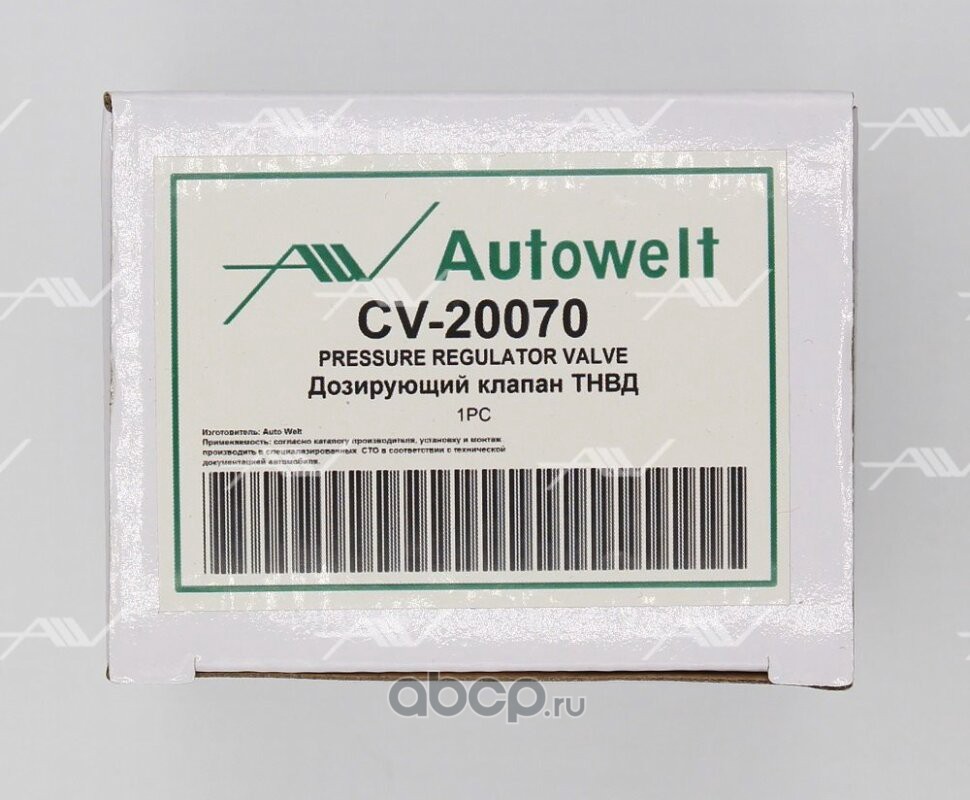 Autowelt
CV-20070
PRESSURE REGULATOR VALVE
Дозирующий клапан ТНВД
1PC
Изготовитель: Auto Welt
Применяемость: согласно каталогу производителя, установку и монтаж
производить в специализированных СТО в соответствии с технической
документацией автомобиля.
abcp.ru